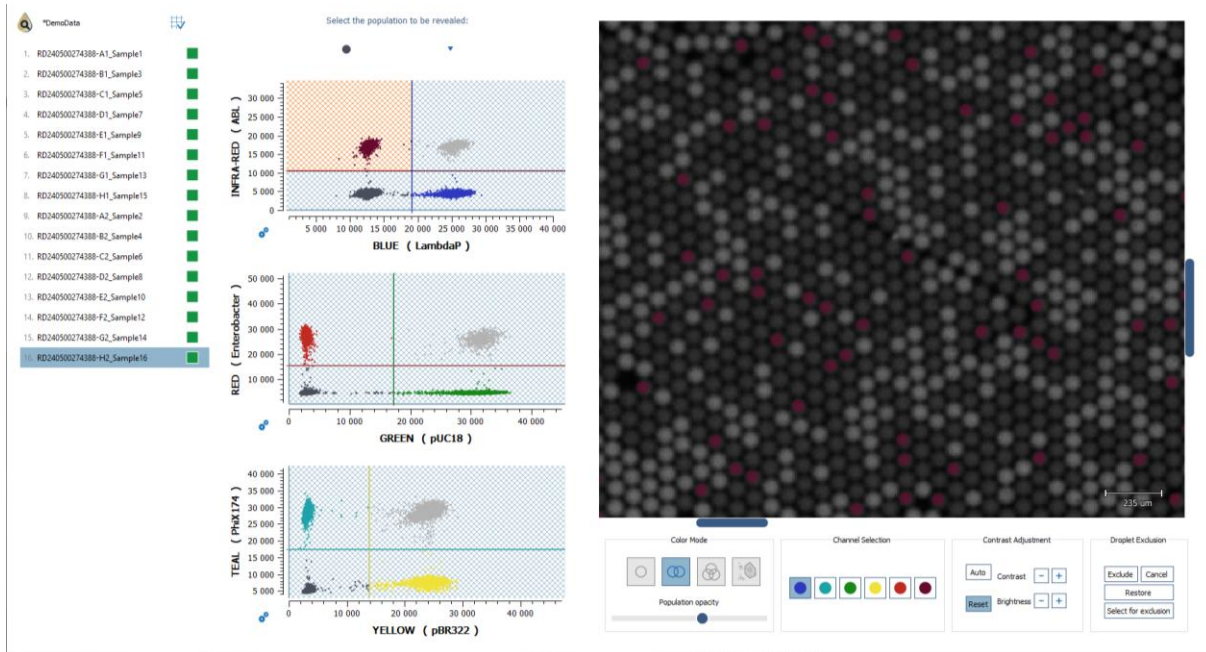 *DemoData
1. RD240500274388-A1_Sample1
2. RD240500274388-B1_Sample3
3. RD240500274388-C1_Sample5
4. RD240500274388-D1_Sample7
5. RD240500274388-E1_Sample9
6. RD240500274388-F1_Sample11
7. RD240500274388-G1_Sample13
8. RD240500274388-H1_Sample15
9. RD240500274388-A2_Sample2
10. RD240500274388-B2_Sample4
11. RD240500274388-C2_Sample6
12. RD240500274388-D2_Sample8
13. RD240500274388-E2_Sample10
14. RD240500274388-F2_Sample12
15. RD240500274388-G2_Sample14
16. RD240500274388-H2_Sample16
Select the population to be revealed:
INFRA-RED ( ABL )
30 000
25 000
20 000
15 000
10 000
5 000
0
5 000 10 000 15 000 20 000 25 000 30 000 35 000 40 000
BLUE ( LambdaP )
RED ( Enterobacter )
50 000
40 000
30 000
20 000
10 000
0 10 000 20 000 30 000 40 000
GREEN ( pUC18 )
TEAL ( PhiX174 )
40 000
35 000
30 000
25 000
20 000
15 000
10 000
5 000
0 10 000 20 000 30 000 40 000
YELLOW ( pBR322 )
235 um
Color Mode
Population opacity
Channel Selection
Contrast Adjustment
Auto Contrast - +
Reset Brightness - +
Droplet Exclusion
Exclude Cancel
Restore
Select for exclusion